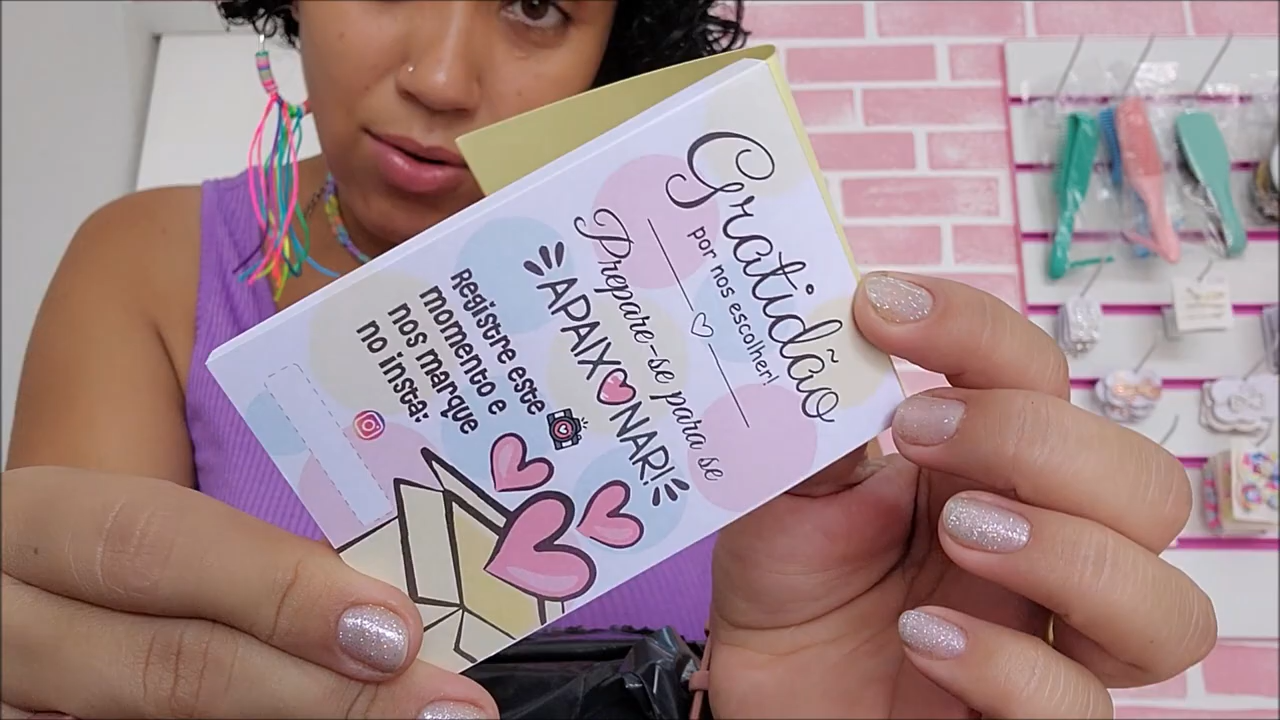 Gratidão
por nos escolher!
Prepare-se para se
APAIXONAR!
Registre este
momento e
nos marque
no insta: